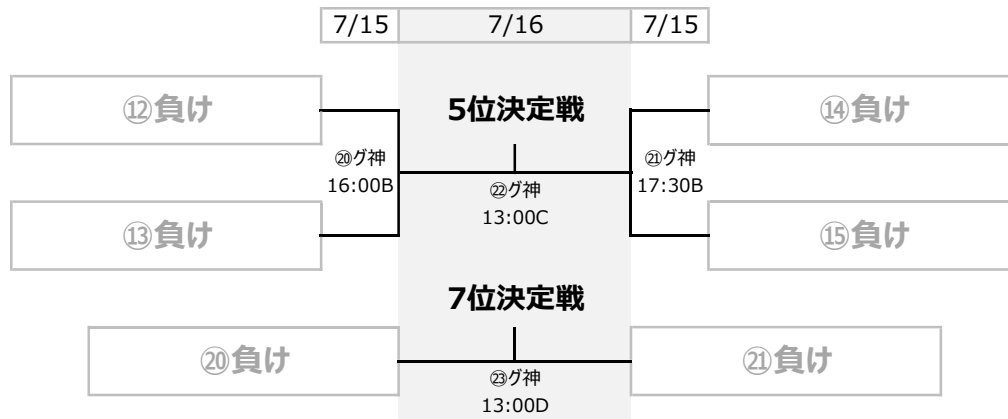 7/15 7/16 7/15
⑫負け 5位決定戦 ⑭負け
⑳グ神 ㉑グ神
16:00B 17:30B
㉒グ神
13:00C
⑬負け ⑮負け
7位決定戦
⑳負け ㉑負け
㉓グ神
13:00D